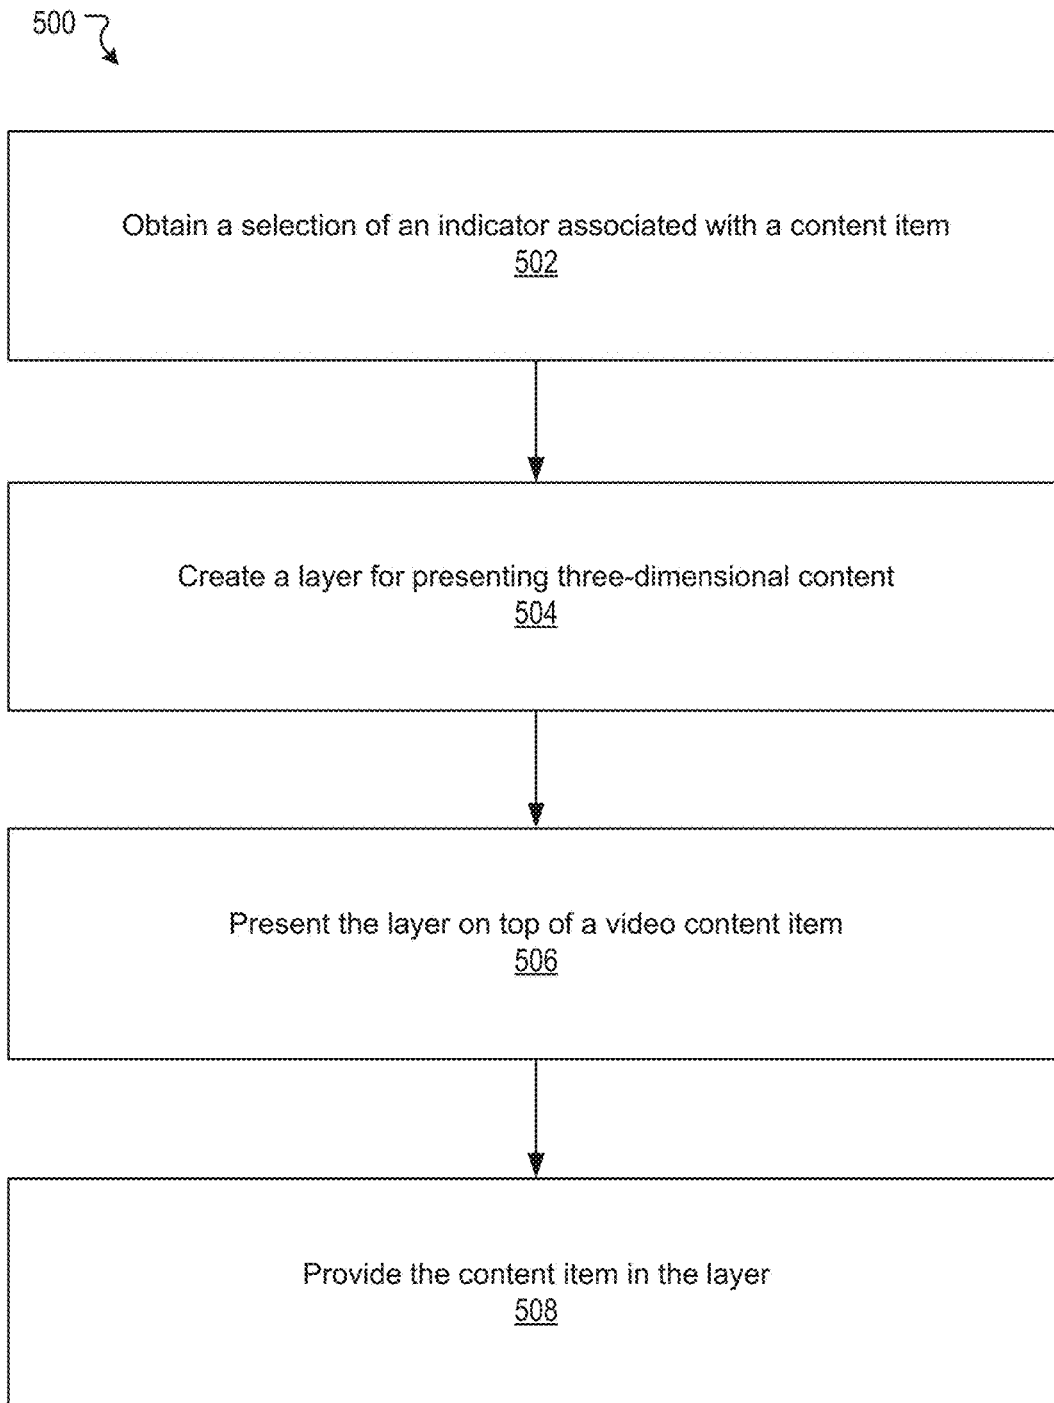 500
Obtain a selection of an indicator associated with a content item
502
Create a layer for presenting three-dimensional content
504
Present the layer on top of a video content item
506
Provide the content item in the layer
508